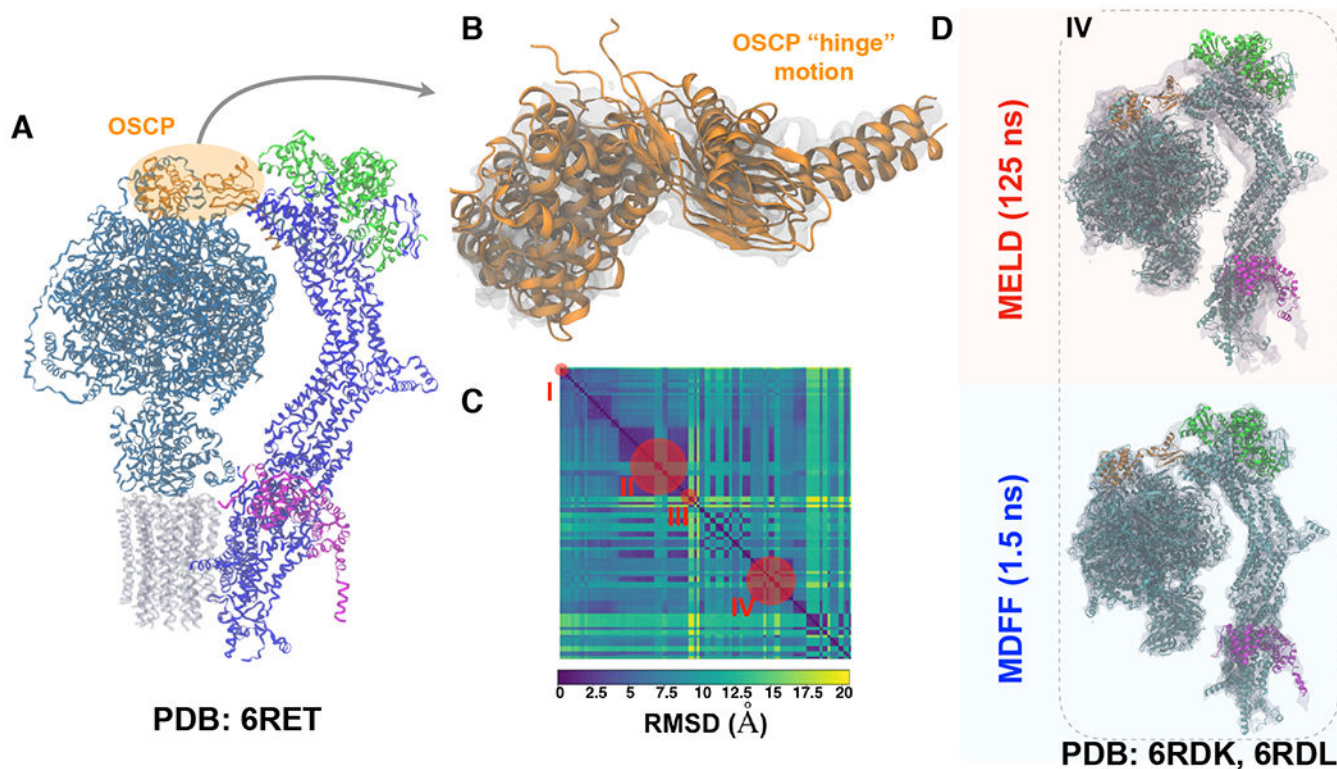 A
OSCP
PDB: 6RET
B
OSCP “hinge”
motion
C
I
II
III
IV
0 2.5 5 7.5 10 12.5 15 17.5 20
RMSD (Å)
D
IV
MELD (125 ns)
MDFF (1.5 ns)
PDB: 6RDK, 6RDL